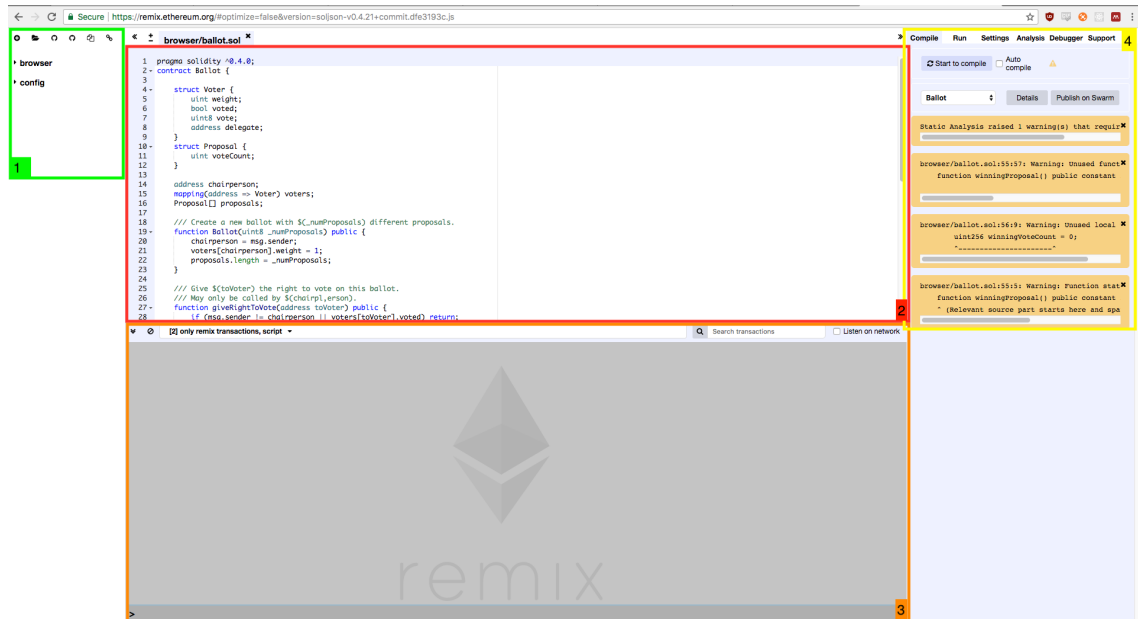 Secure | https://remix.ethereum.org/#optimize=false&version=soljson-v0.4.21+commit.dfe3193c.js
browser
config
1
« ± browser/ballot.sol ✖ »
1 pragma solidity ^0.4.0;
2 contract Ballot {
3
4 struct Voter {
5 uint weight;
6 bool voted;
7 uint8 vote;
8 address delegate;
9 }
10 struct Proposal {
11 uint voteCount;
12 }
13
14 address chairperson;
15 mapping(address => Voter) voters;
16 Proposal[] proposals;
17
18 /// Create a new ballot with $(_numProposals) different proposals.
19 function Ballot(uint8 _numProposals) public {
20 chairperson = msg.sender;
21 voters[chairperson].weight = 1;
22 proposals.length = _numProposals;
23 }
24
25 /// Give $(toVoter) the right to vote on this ballot.
26 /// May only be called by $(chairpl,erson).
27 function giveRightToVote(address toVoter) public {
28 if (msg.sender != chairperson || voters[toVoter].voted) return;
2
[2] only remix transactions, script
Search transactions
Listen on network
remix
>
3
Compile Run Settings Analysis Debugger Support
4
Start to compile
Auto
compile
Ballot
Details
Publish on Swarm
Static Analysis raised 1 warning(s) that requir
browser/ballot.sol:55:57: Warning: Unused funct
function winningProposal() public constant
browser/ballot.sol:56:9: Warning: Unused local
uint256 winningVoteCount = 0;
^----------------------^
browser/ballot.sol:55:5: Warning: Function stat
function winningProposal() public constant
^ (Relevant source part starts here and spa